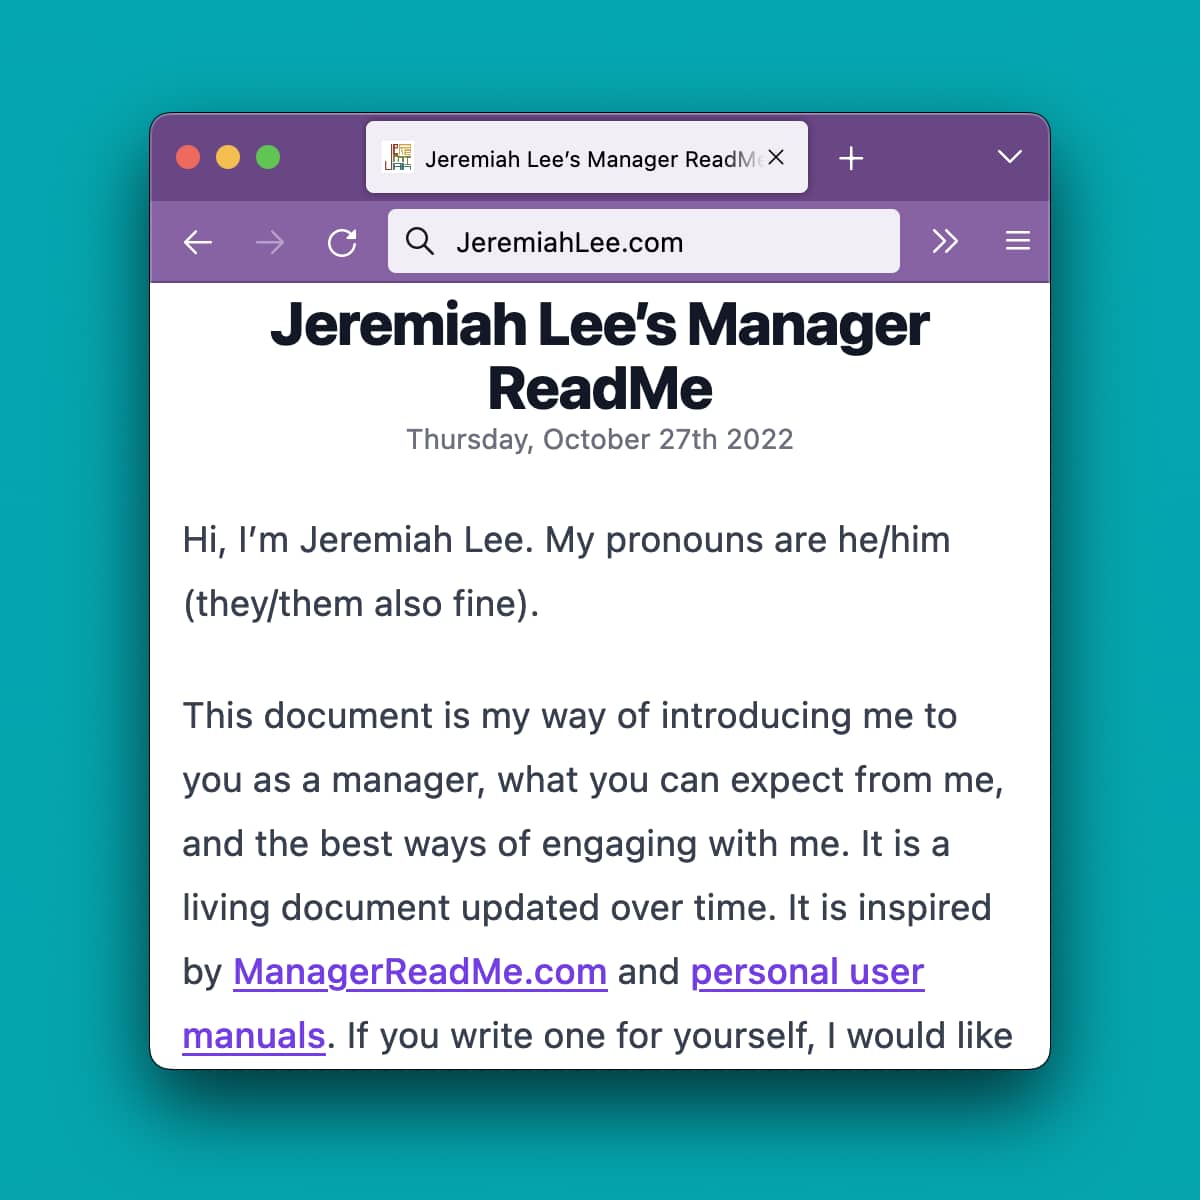 Jeremiah Lee’s Manager ReadMe
JeremiahLee.com
Jeremiah Lee’s Manager
ReadMe
Thursday, October 27th 2022
Hi, I’m Jeremiah Lee. My pronouns are he/him
(they/them also fine).
This document is my way of introducing me to
you as a manager, what you can expect from me,
and the best ways of engaging with me. It is a
living document updated over time. It is inspired
by ManagerReadMe.com and personal user
manuals. If you write one for yourself, I would like